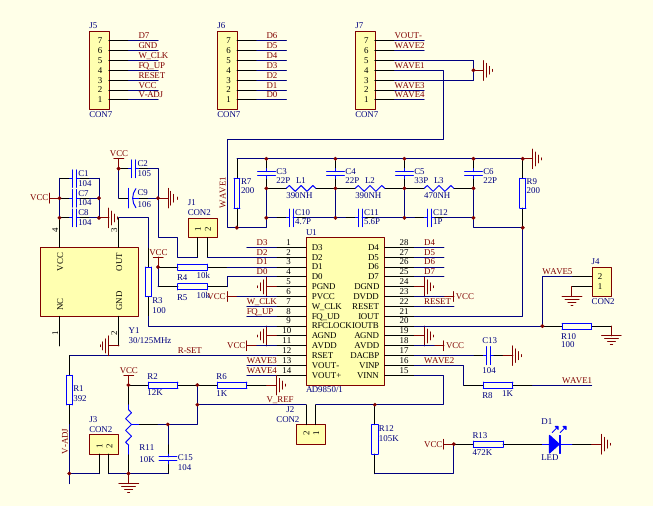 J5
J6
J7
7 D7
6 GND
5 W_CLK
4 FQ_UP
3 RESET
2 VCC
1 V-ADJ
CON7
7 D6
6 D5
5 D4
4 D3
3 D2
2 D1
1 D0
CON7
7 VOUT-
6 WAVE2
5
4 WAVE1
3
2 WAVE3
1 WAVE4
CON7
VCC
C2
105
C9
106
C1
104
C7
104
C8
104
VCC
4
3
VCC
OUT
NC
GND
1
2
Y1
30/125MHz
J1
CON2
1 2
WAVE1
R7
200
C3
22P
L1
390NH
C4
22P
L2
390NH
C5
33P
L3
470NH
C6
22P
R9
200
C10
4.7P
C11
5.6P
C12
1P
VCC
R3
100
R4 10k
R5 10k
VCC
U1
D3 1 D3 D4 28 D4
D2 2 D2 D5 27 D5
D1 3 D1 D6 26 D6
D0 4 D0 D7 25 D7
5 PGND DGND 24
6 PVCC DVDD 23 VCC
W_CLK 7 W_CLK RESET 22 RESET
FQ_UP 8 FQ_UD IOUT 21
9 RFCLOCKIOUTB 20
10 AGND AGND 19
VCC 11 AVDD AVDD 18 VCC
R-SET 12 RSET DACBP 17
WAVE3 13 VOUT- VINP 16 WAVE2
WAVE4 14 VOUT+ VINN 15
AD9850/1
J4
WAVE5
2
1
CON2
R10
100
C13
104
R8 1K
WAVE1
R1
392
VCC
R2
12K
R6
1K
V_REF
J2
CON2
2 1
J3
CON2
1 2
V-ADJ
R11
10K
C15
104
R12
105K
VCC
R13
472K
D1
LED